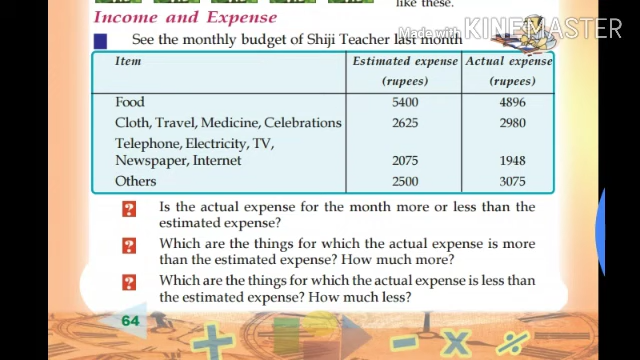 like these.
Income and Expense
Made with KINEMASTER
See the monthly budget of Shiji Teacher last month
Item Estimated expense Actual expense
(rupees) (rupees)
Food 5400 4896
Cloth, Travel, Medicine, Celebrations 2625 2980
Telephone, Electricity, TV,
Newspaper, Internet 2075 1948
Others 2500 3075
? Is the actual expense for the month more or less than the
estimated expense?
? Which are the things for which the actual expense is more
than the estimated expense? How much more?
? Which are the things for which the actual expense is less than
the estimated expense? How much less?
64
+ - × ÷